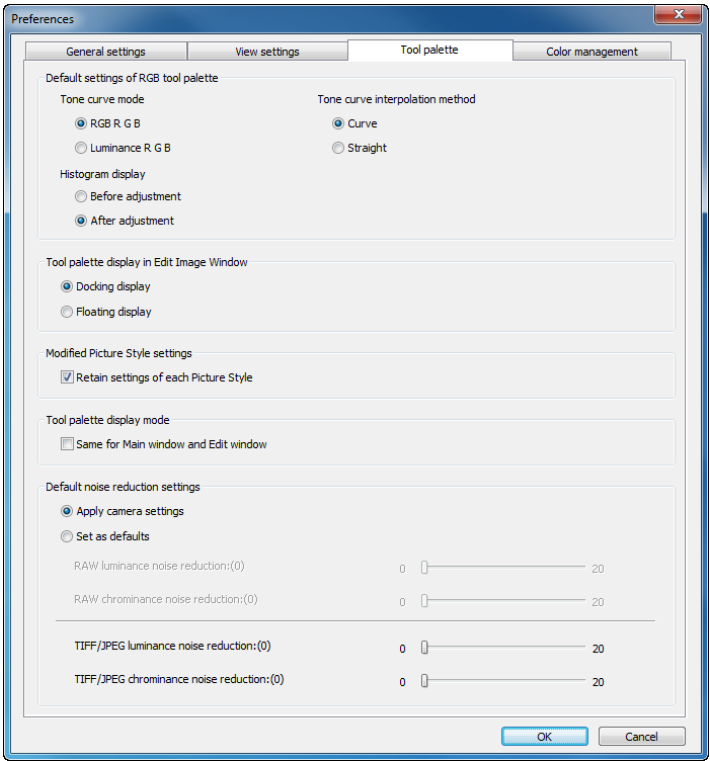 Preferences
General settings
View settings
Tool palette
Color management
Default settings of RGB tool palette
Tone curve mode
Tone curve interpolation method
RGB R G B
Curve
Luminance R G B
Straight
Histogram display
Before adjustment
After adjustment
Tool palette display in Edit Image Window
Docking display
Floating display
Modified Picture Style settings
Retain settings of each Picture Style
Tool palette display mode
Same for Main window and Edit window
Default noise reduction settings
Apply camera settings
Set as defaults
RAW luminance noise reduction:(0) 0 20
RAW chrominance noise reduction:(0) 0 20
TIFF/JPEG luminance noise reduction:(0) 0 20
TIFF/JPEG chrominance noise reduction:(0) 0 20
OK
Cancel